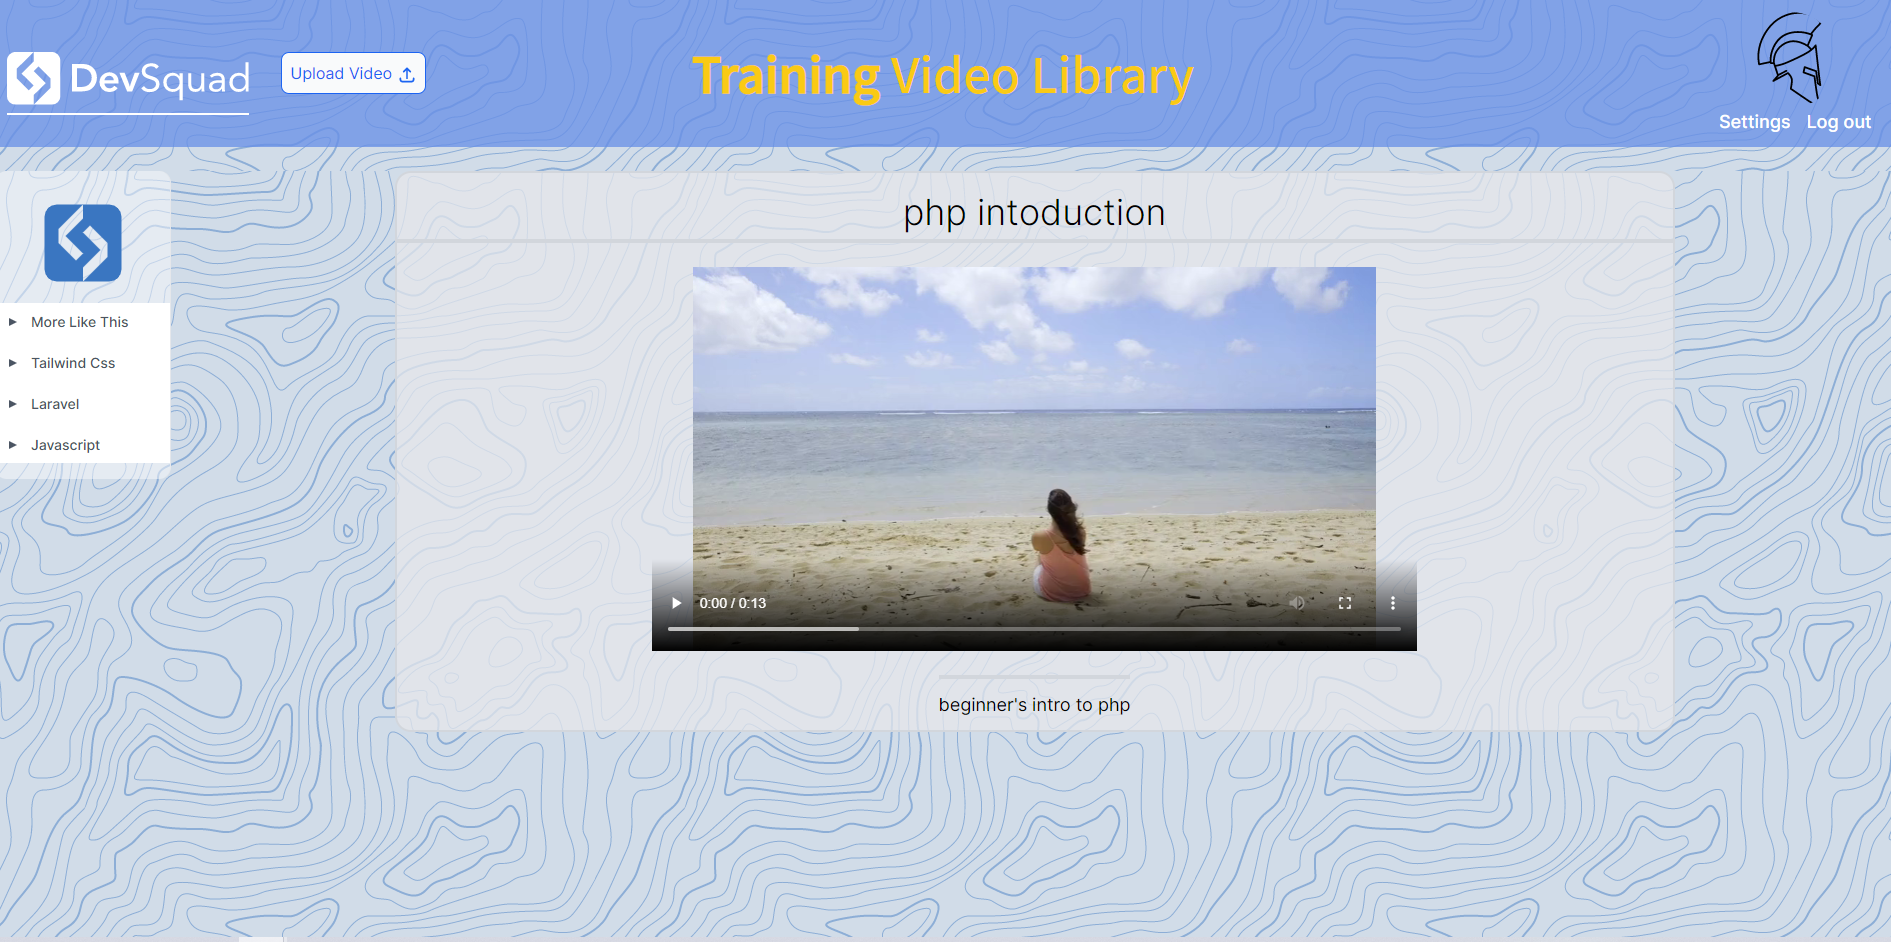 DevSquad
Upload Video
Training Video Library
Settings Log out
php intoduction
More Like This
Tailwind Css
Laravel
Javascript
0:00 / 0:13
beginner's intro to php